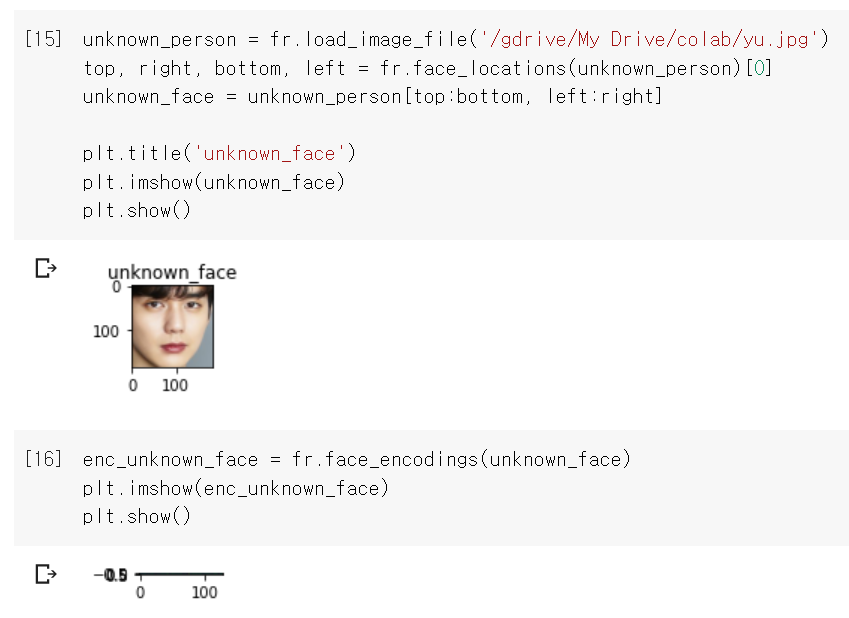 [15] unknown_person = fr.load_image_file('/gdrive/My Drive/colab/yu.jpg')
top, right, bottom, left = fr.face_locations(unknown_person)[0]
unknown_face = unknown_person[top:bottom, left:right]
plt.title('unknown_face')
plt.imshow(unknown_face)
plt.show()
unknown_face
0
100
0 100
[16] enc_unknown_face = fr.face_encodings(unknown_face)
plt.imshow(enc_unknown_face)
plt.show()
0 100